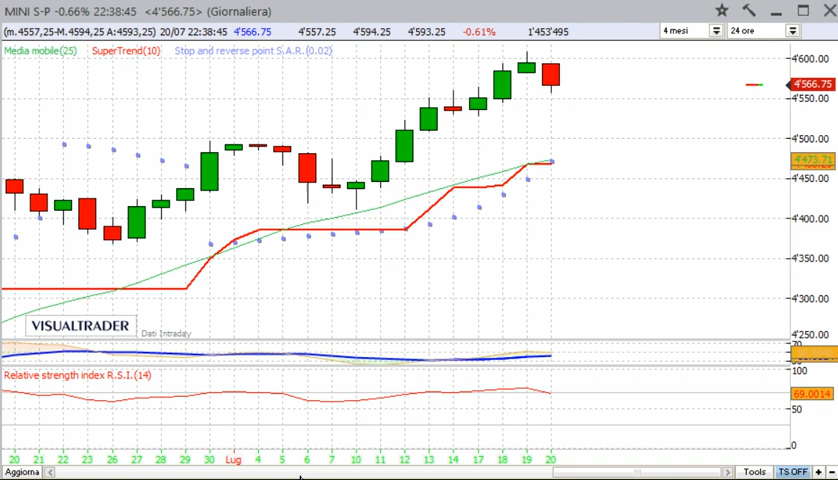 MINI S-P -0.66% 22:38:45 <4'566.75> (Giornaliera)
(m.4557,25-M.4594,25 A:4593,25) 20/07 22:38:45 4'566.75 4'557.25 4'594.25 4'593.25 -0.61% 1'453'495 4 mesi 24 ore
Media mobile(25) SuperTrend(10) Stop and reverse point S.A.R.(0.02)
4'600.00
4'566.75
4'550.00
4'500.00
4'473.71
4'450.00
4'400.00
4'350.00
4'300.00
4'250.00
VISUALTRADER
Dati Intraday
70
Relative strength index R.S.I.(14)
100
69.0014
50
0
20 21 22 23 26 27 28 29 30 Lug 4 5 6 7 10 11 12 13 14 17 18 19 20
Aggiorna Tools TS OFF + -